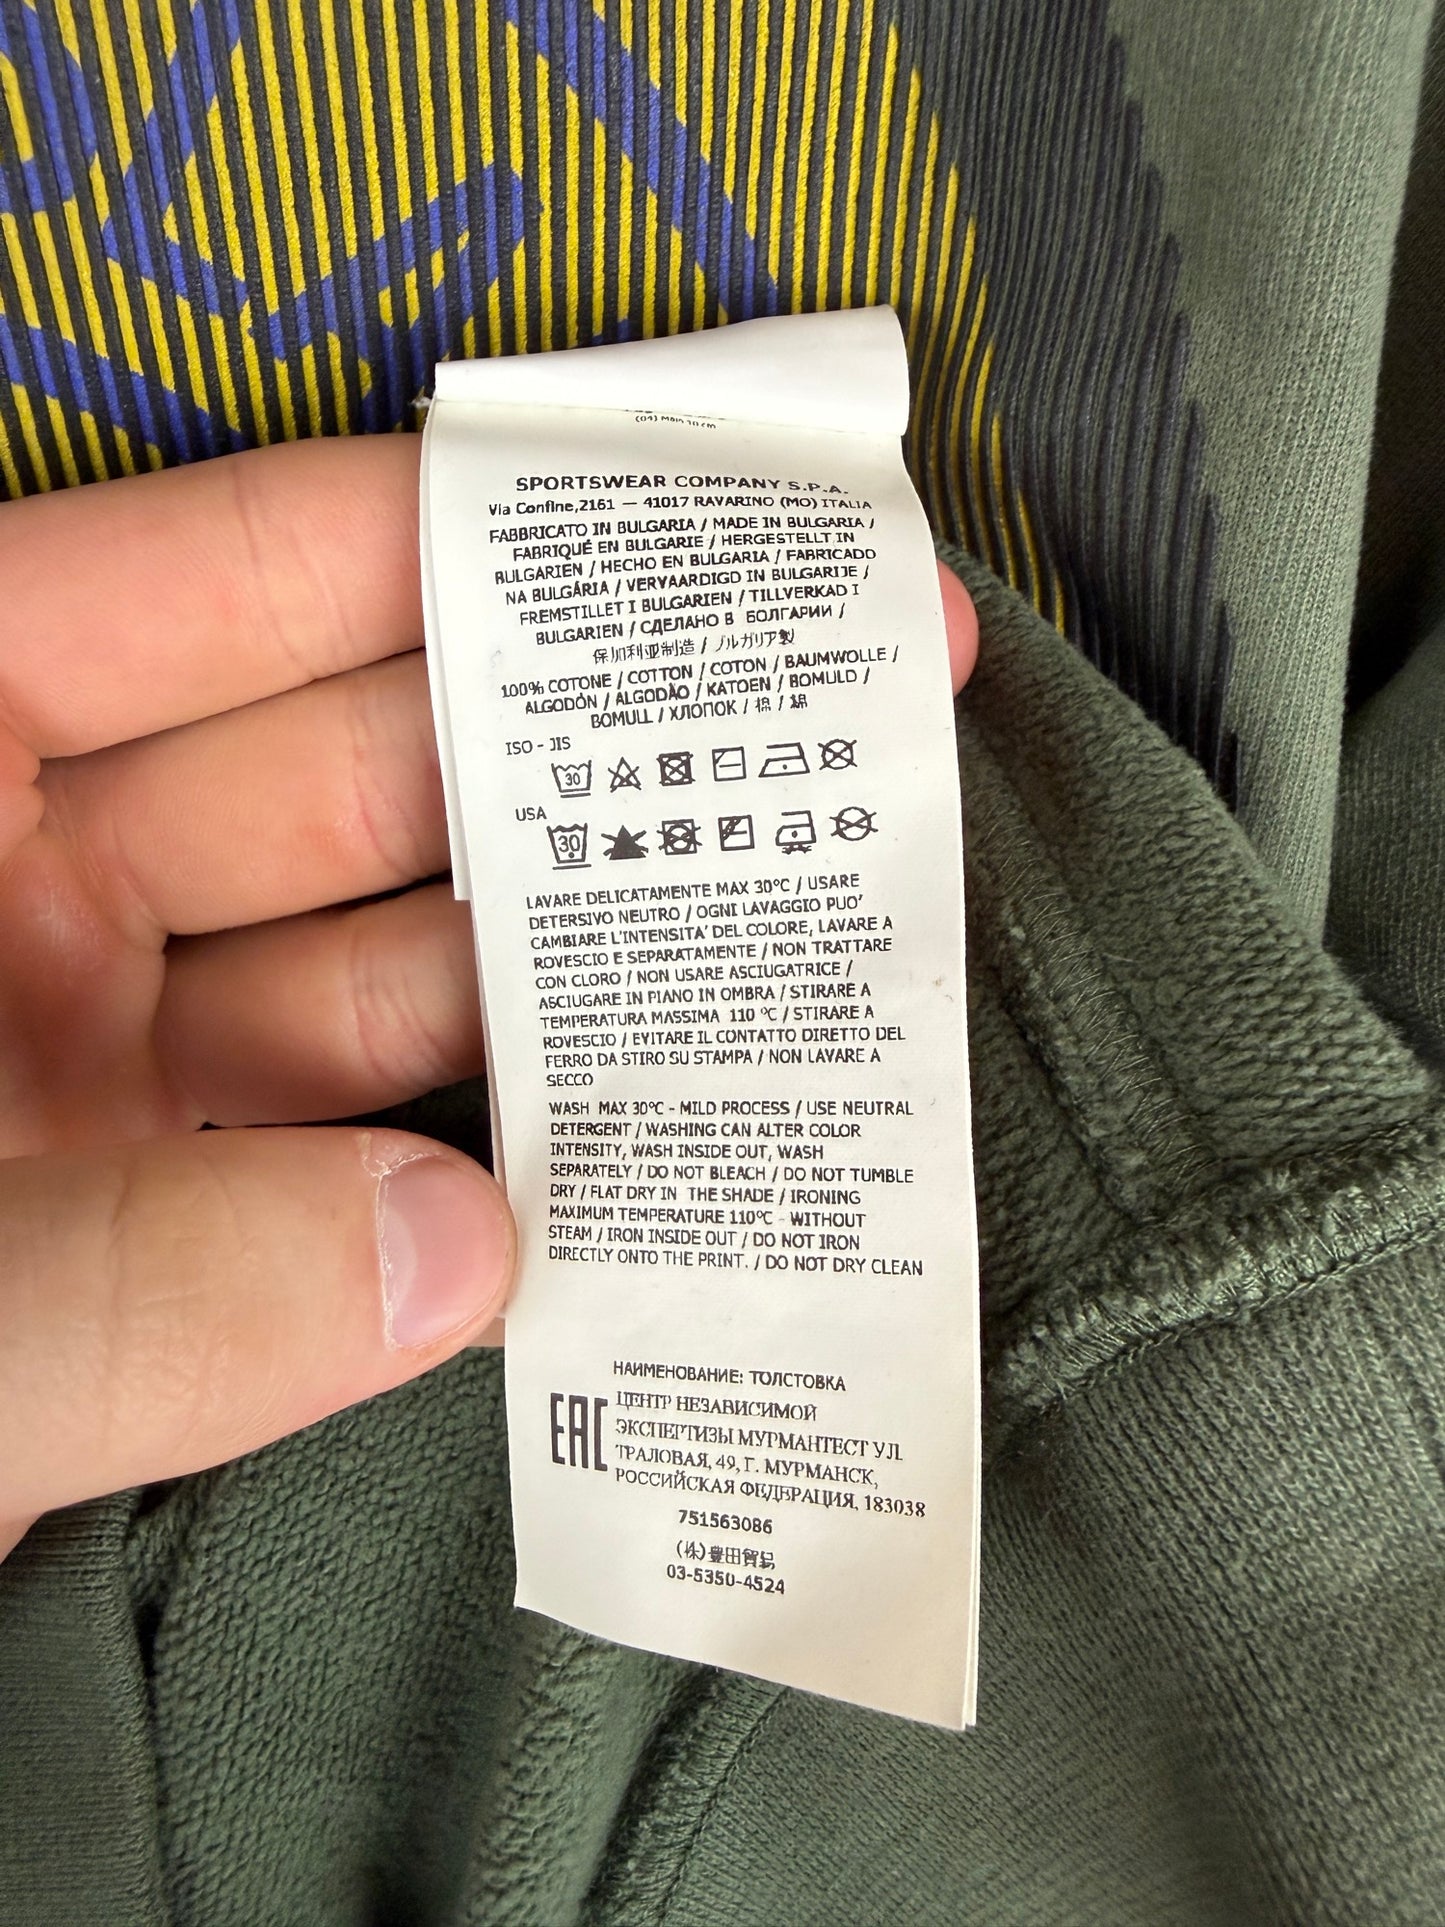 (04) Main 10 cm
SPORTSWEAR COMPANY S.P.A.
Via Confine,2161 — 41017 RAVARINO (MO) ITALIA
FABBRICATO IN BULGARIA / MADE IN BULGARIA /
FABRIQUÉ EN BULGARIE / HERGESTELLT IN
BULGARIEN / HECHO EN BULGARIA / FABRICADO
NA BULGÁRIA / VERVAARDIGD IN BULGARIJE /
FREMSTILLET I BULGARIEN / TILLVERKAD I
BULGARIEN / СДЕЛАНО В БОЛГАРИИ /
保加利亚制造 / ブルガリア製
100% COTONE / COTTON / COTON / BAUMWOLLE /
ALGODÓN / ALGODÃO / KATOEN / BOMULD /
BOMULL / ХЛОПОК / 棉 / 綿
ISO - JIS
30
USA
30
LAVARE DELICATAMENTE MAX 30°C / USARE
DETERSIVO NEUTRO / OGNI LAVAGGIO PUO'
CAMBIARE L'INTENSITA' DEL COLORE, LAVARE A
ROVESCIO E SEPARATAMENTE / NON TRATTARE
CON CLORO / NON USARE ASCIUGATRICE /
ASCIUGARE IN PIANO IN OMBRA / STIRARE A
TEMPERATURA MASSIMA 110 °C / STIRARE A
ROVESCIO / EVITARE IL CONTATTO DIRETTO DEL
FERRO DA STIRO SU STAMPA / NON LAVARE A
SECCO
WASH MAX 30°C - MILD PROCESS / USE NEUTRAL
DETERGENT / WASHING CAN ALTER COLOR
INTENSITY, WASH INSIDE OUT, WASH
SEPARATELY / DO NOT BLEACH / DO NOT TUMBLE
DRY / FLAT DRY IN THE SHADE / IRONING
MAXIMUM TEMPERATURE 110°C - WITHOUT
STEAM / IRON INSIDE OUT / DO NOT IRON
DIRECTLY ONTO THE PRINT. / DO NOT DRY CLEAN
НАИМЕНОВАНИЕ: ТОЛСТОВКА
EAC
ЦЕНТР НЕЗАВИСИМОЙ
ЭКСПЕРТИЗЫ МУРМАНТЕСТ УЛ.
ТРАЛОВАЯ, 49, Г. МУРМАНСК,
РОССИЙСКАЯ ФЕДЕРАЦИЯ, 183038
751563086
(株)豊田貿易
03-5350-4524